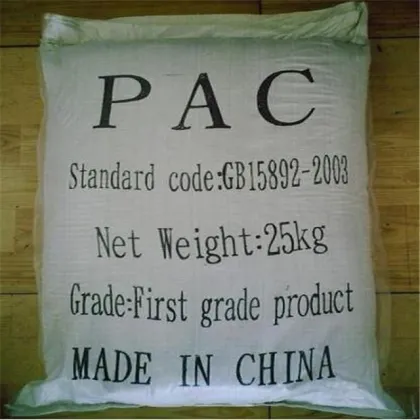 PAC
Standard code:GB15892-2003
Net Weight:25kg
Grade:First grade product
MADE IN CHINA